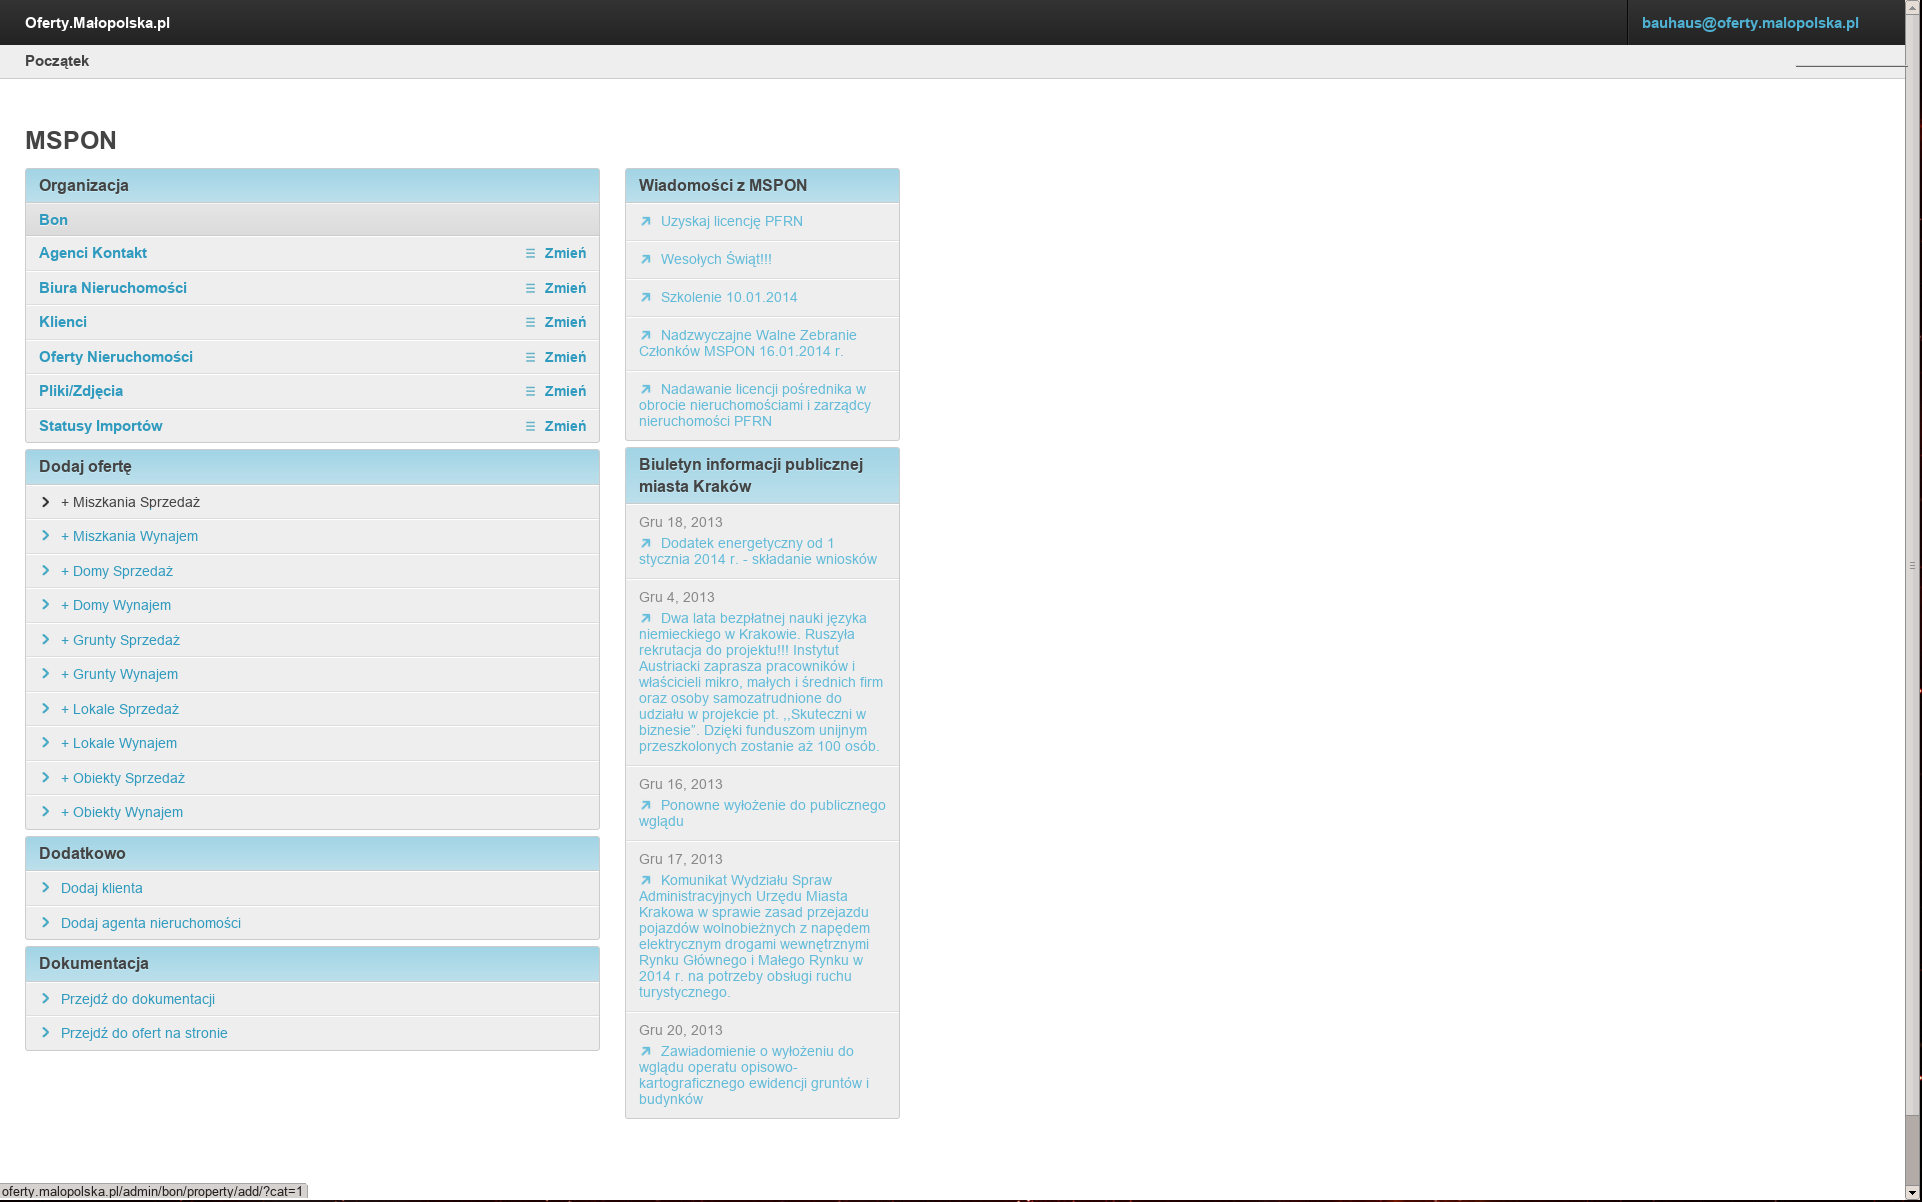 Oferty.Małopolska.pl
bauhaus@oferty.malopolska.pl
Początek
MSPON
Organizacja
Bon
Agenci Kontakt Zmień
Biura Nieruchomości Zmień
Klienci Zmień
Oferty Nieruchomości Zmień
Pliki/Zdjęcia Zmień
Statusy Importów Zmień
Dodaj ofertę
+ Miszkania Sprzedaż
+ Miszkania Wynajem
+ Domy Sprzedaż
+ Domy Wynajem
+ Grunty Sprzedaż
+ Grunty Wynajem
+ Lokale Sprzedaż
+ Lokale Wynajem
+ Obiekty Sprzedaż
+ Obiekty Wynajem
Dodatkowo
Dodaj klienta
Dodaj agenta nieruchomości
Dokumentacja
Przejdź do dokumentacji
Przejdź do ofert na stronie
Wiadomości z MSPON
Uzyskaj licencję PFRN
Wesołych Świąt!!!
Szkolenie 10.01.2014
Nadzwyczajne Walne Zebranie
Członków MSPON 16.01.2014 r.
Nadawanie licencji pośrednika w
obrocie nieruchomościami i zarządcy
nieruchomości PFRN
Biuletyn informacji publicznej
miasta Kraków
Gru 18, 2013
Dodatek energetyczny od 1
stycznia 2014 r. - składanie wniosków
Gru 4, 2013
Dwa lata bezpłatnej nauki języka
niemieckiego w Krakowie. Ruszyła
rekrutacja do projektu!!! Instytut
Austriacki zaprasza pracowników i
właścicieli mikro, małych i średnich firm
oraz osoby samozatrudnione do
udziału w projekcie pt. ,,Skuteczni w
biznesie”. Dzięki funduszom unijnym
przeszkolonych zostanie aż 100 osób.
Gru 16, 2013
Ponowne wyłożenie do publicznego
wglądu
Gru 17, 2013
Komunikat Wydziału Spraw
Administracyjnych Urzędu Miasta
Krakowa w sprawie zasad przejazdu
pojazdów wolnobieżnych z napędem
elektrycznym drogami wewnętrznymi
Rynku Głównego i Małego Rynku w
2014 r. na potrzeby obsługi ruchu
turystycznego.
Gru 20, 2013
Zawiadomienie o wyłożeniu do
wglądu operatu opisowo-
kartograficznego ewidencji gruntów i
budynków
oferty.malopolska.pl/admin/bon/property/add/?cat=1